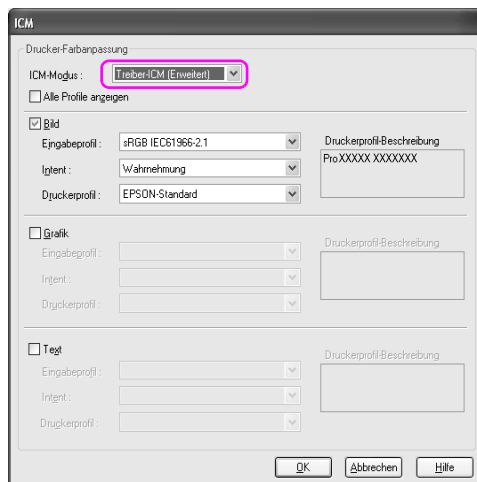 ICM
Drucker-Farbanpassung
ICM-Modus : Treiber-ICM (Erweitert)
Alle Profile anzeigen
Bild
Eingabeprofil : sRGB IEC61966-2.1 Druckerprofil-Beschreibung
Pro XXXXX XXXXXXX
Intent : Wahrnehmung
Druckerprofil : EPSON-Standard
Grafik
Eingabeprofil : Druckerprofil-Beschreibung
Intent :
Druckerprofil :
Text
Eingabeprofil : Druckerprofil-Beschreibung
Intent :
Druckerprofil :
OK Abbrechen Hilfe